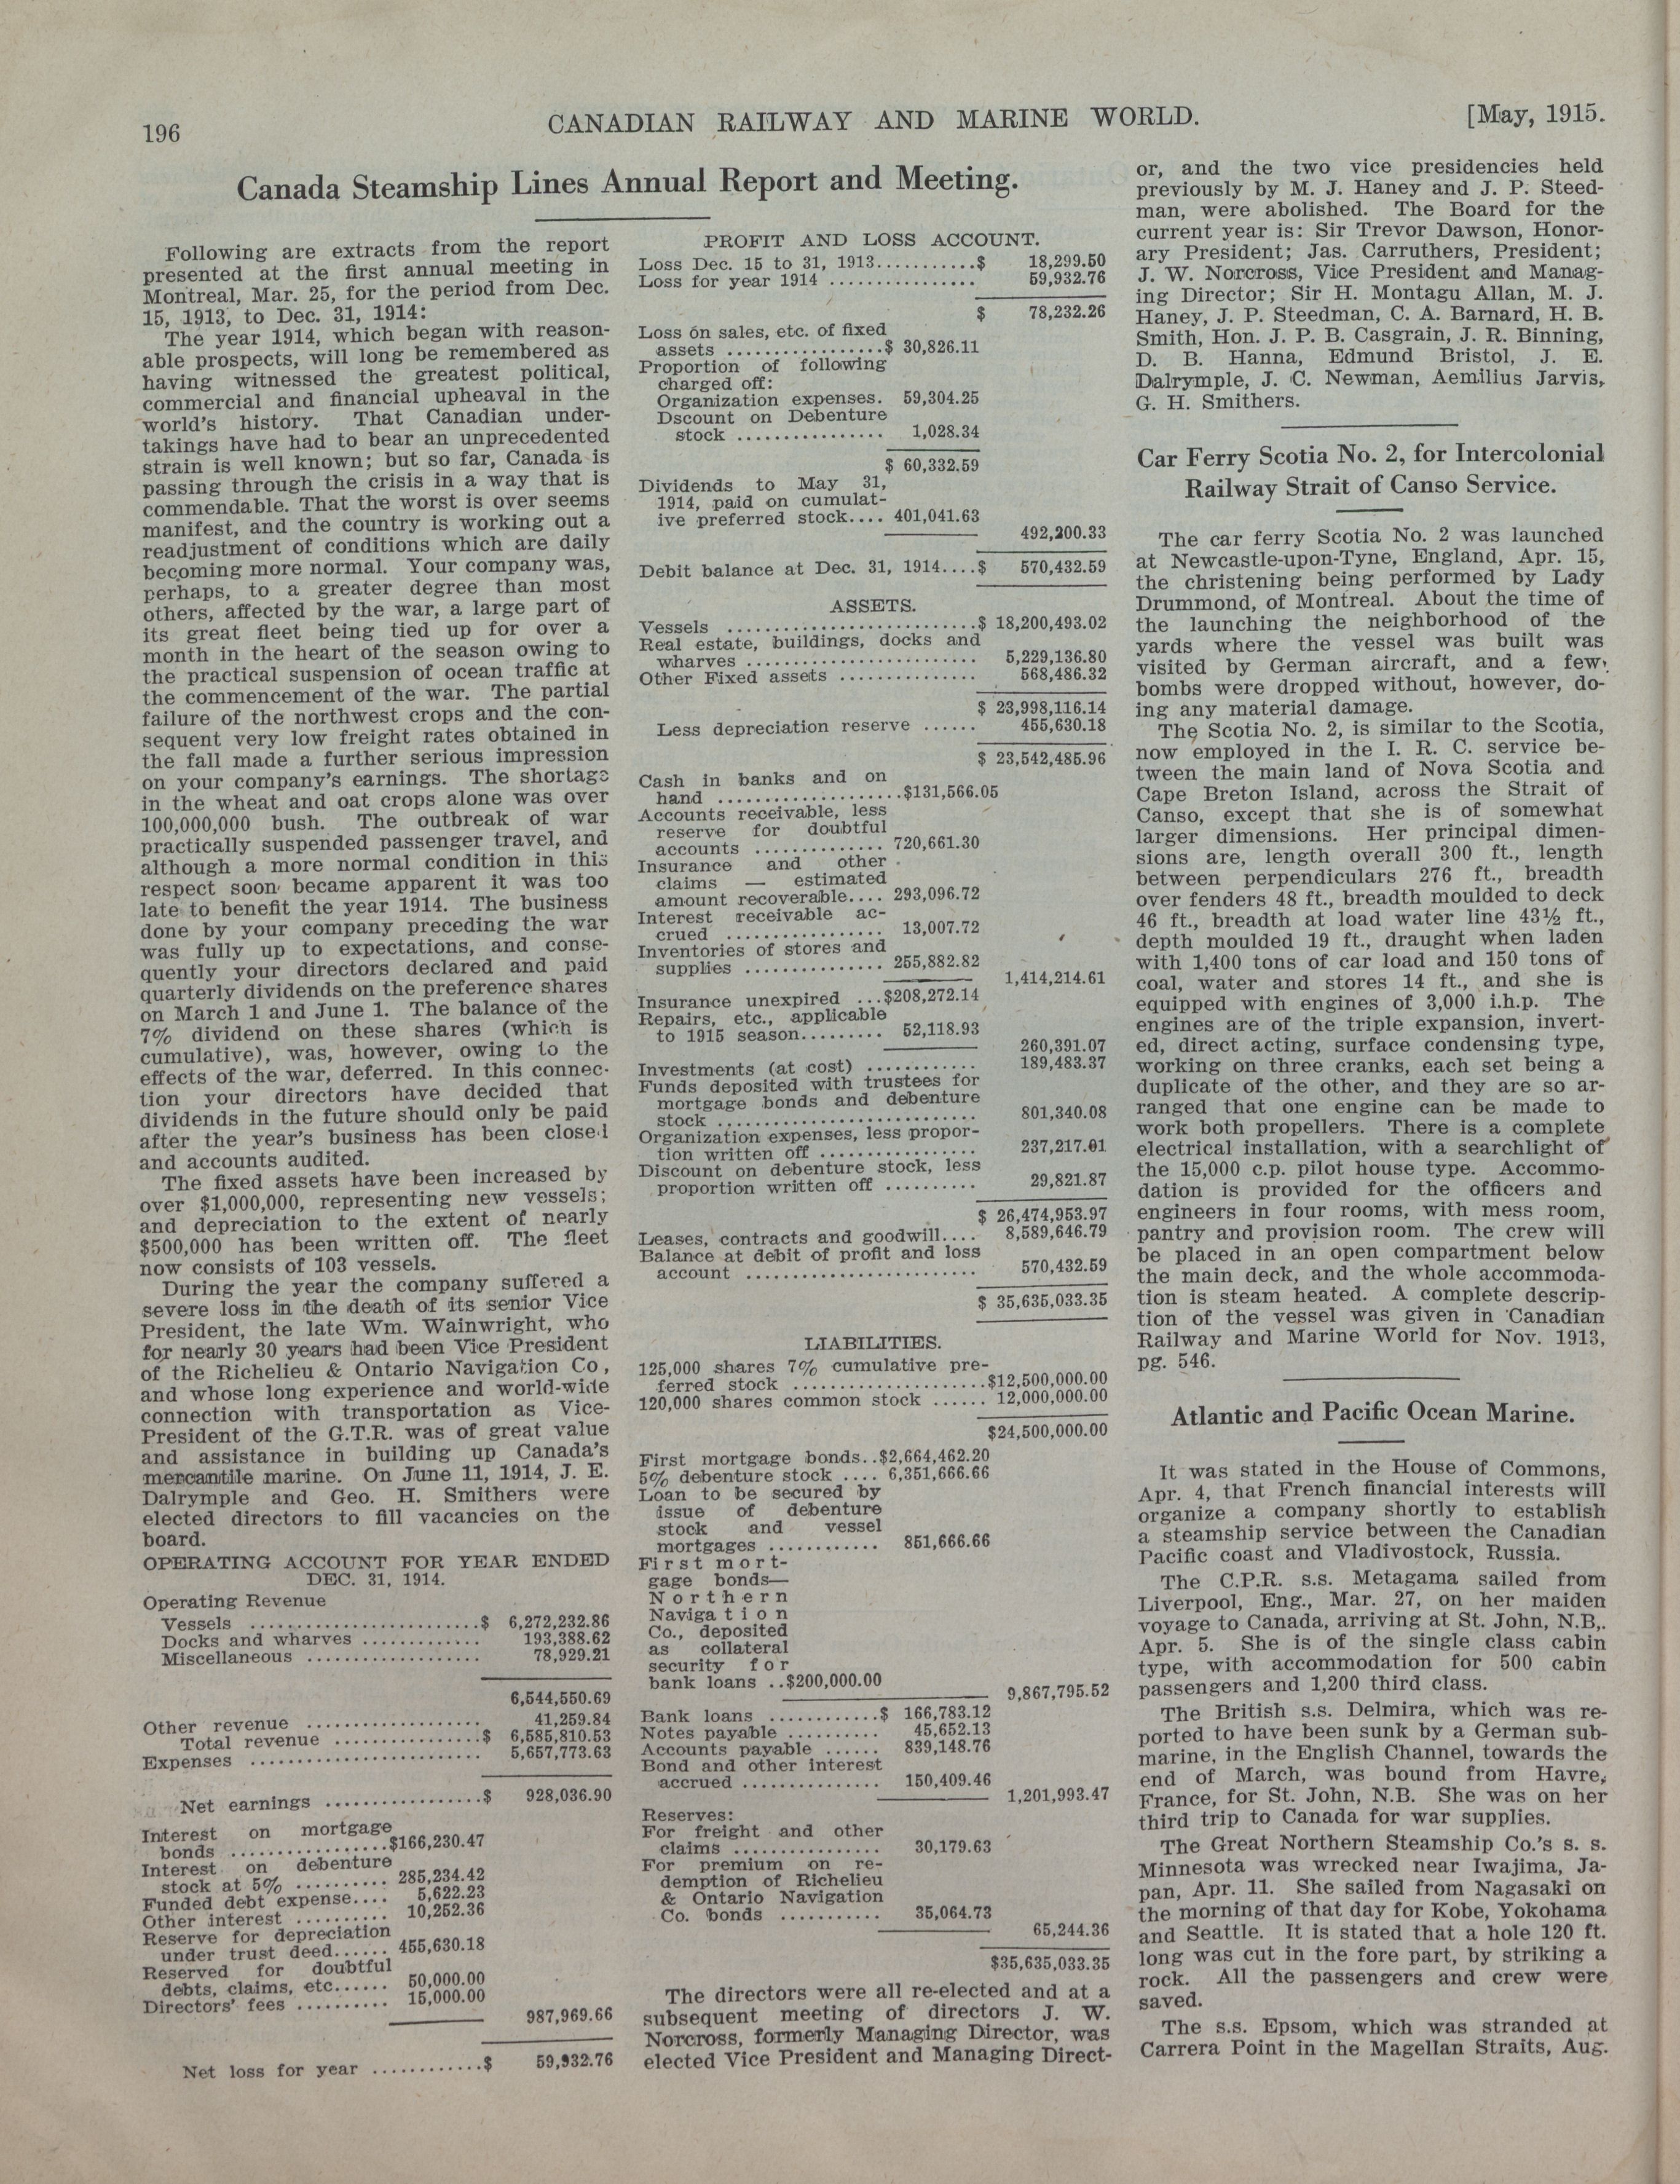 196
CANADIAN RAILWAY AND MARINE WORLD.
[May, 1915.
Canada Steamship Lines Annual Report and Meeting.
Following are extracts from the report
presented at the first annual meeting in
Montreal, Mar. 25, for the period from Dec.
15, 1913, to Dec. 31, 1914:
The year 1914, which began with reason-
able prospects, will long be remembered as
having witnessed the greatest political,
commercial and financial upheaval in the
world's history. That Canadian under-
takings have had to bear an unprecedented
strain is well known; but so far, Canada is
passing through the crisis in a way that is
commendable. That the worst is over seems
manifest, and the country is working out a
readjustment of conditions which are daily
becoming more normal. Your company was,
perhaps, to a greater degree than most
others, affected by the war, a large part of
its great fleet being tied up for over a
month in the heart of the season owing to
the practical suspension of ocean traffic at
the commencement of the war. The partial
failure of the northwest crops and the con-
sequent very low freight rates obtained in
the fall made a further serious impression
on your company's earnings. The shortage
in the wheat and oat crops alone was over
100,000,000 bush. The outbreak of war
practically suspended passenger travel, and
although a more normal condition in this
respect soon became apparent it was too
late to benefit the year 1914. The business
done by your company preceding the war
was fully up to expectations, and conse-
quently your directors declared and paid
quarterly dividends on the preference shares
on March 1 and June 1. The balance of the
7% dividend on these shares (which is
cumulative), was, however, owing to the
effects of the war, deferred. In this connec-
tion your directors have decided that
dividends in the future should only be paid
after the year's business has been closed
and accounts audited.
The fixed assets have been increased by
over $1,000,000, representing new vessels;
and depreciation to the extent of nearly
$500,000 has been written off. The fleet
now consists of 103 vessels.
During the year the company suffered a
severe loss in the death of its senior Vice
President, the late Wm. Wainwright, who
for nearly 30 years had been Vice President
of the Richelieu & Ontario Navigation Co,
and whose long experience and world-wide
connection with transportation as Vice-
President of the G.T.R. was of great value
and assistance in building up Canada's
mercantile marine. On June 11, 1914, J. E.
Dalrymple and Geo. H. Smithers were
elected directors to fill vacancies on the
board.
OPERATING ACCOUNT FOR YEAR ENDED
DEC. 31, 1914.
Operating Revenue
Vessels ........................$ 6,272,232.86
Docks and wharves ............ 193,388.62
Miscellaneous .................. 78,929.21
6,544,550.69
Other revenue .................. 41,259.84
Total revenue ...............$ 6,585,810.53
Expenses ........................ 5,657,773.63
Net earnings ................$ 928,036.90
Interest on mortgage
bonds ................$166,230.47
Interest on debenture
stock at 5% .......... 285,234.42
Funded debt expense.... 5,622.23
Other interest .......... 10,252.36
Reserve for depreciation
under trust deed...... 455,630.18
Reserved for doubtful
debts, claims, etc...... 50,000.00
Directors' fees .......... 15,000.00
987,969.66
Net loss for year ............$ 59,932.76
PROFIT AND LOSS ACCOUNT.
Loss Dec. 15 to 31, 1913...........$ 18,299.50
Loss for year 1914 ................ 59,932.76
$ 78,232.26
Loss on sales, etc. of fixed
assets .................$ 30,826.11
Proportion of following
charged off:
Organization expenses. 59,304.25
Dscount on Debenture
stock ................ 1,028.34
$ 60,332.59
Dividends to May 31,
1914, paid on cumulat-
ive preferred stock.... 401,041.63
492,200.33
Debit balance at Dec. 31, 1914....$ 570,432.59
ASSETS.
Vessels ...........................$ 18,200,493.02
Real estate, buildings, docks and
wharves ......................... 5,229,136.80
Other Fixed assets ............... 568,486.32
$ 23,998,116.14
Less depreciation reserve ...... 455,630.18
$ 23,542,485.96
Cash in banks and on
hand ....................$131,566.05
Accounts receivable, less
reserve for doubtful
accounts .............. 720,661.30
Insurance and other
claims — estimated
amount recoverable.... 293,096.72
Interest receivable ac-
crued ................. 13,007.72
Inventories of stores and
supplies ............... 255,882.82
1,414,214.61
Insurance unexpired ...$208,272.14
Repairs, etc., applicable
to 1915 season......... 52,118.93
260,391.07
Investments (at cost) ............ 189,483.37
Funds deposited with trustees for
mortgage bonds and debenture
stock ............................ 801,340.08
Organization expenses, less propor-
tion written off ................. 237,217.01
Discount on debenture stock, less
proportion written off .......... 29,821.87
$ 26,474,953.97
Leases, contracts and goodwill.... 8,589,646.79
Balance at debit of profit and loss
account ......................... 570,432.59
$ 35,635,033.35
LIABILITIES.
125,000 shares 7% cumulative pre-
ferred stock .....................$12,500,000.00
120,000 shares common stock ...... 12,000,000.00
$24,500,000.00
First mortgage bonds..$2,664,462.20
5% debenture stock .... 6,351,666.66
Loan to be secured by
issue of debenture
stock and vessel
mortgages ............ 851,666.66
First mort-
gage bonds—
Northern
Navigation
Co., deposited
as collateral
security for
bank loans ..$200,000.00
9,867,795.52
Bank loans ............$ 166,783.12
Notes payable .......... 45,652.13
Accounts payable ...... 839,148.76
Bond and other interest
accrued ............... 150,409.46
1,201,993.47
Reserves:
For freight and other
claims ................ 30,179.63
For premium on re-
demption of Richelieu
& Ontario Navigation
Co. bonds ........... 35,064.73
65,244.36
$35,635,033.35
The directors were all re-elected and at a
subsequent meeting of directors J. W.
Norcross, formerly Managing Director, was
elected Vice President and Managing Direct-
or, and the two vice presidencies held
previously by M. J. Haney and J. P. Steed-
man, were abolished. The Board for the
current year is: Sir Trevor Dawson, Honor-
ary President; Jas. Carruthers, President;
J. W. Norcross, Vice President and Manag-
ing Director; Sir H. Montagu Allan, M. J.
Haney, J. P. Steedman, C. A. Barnard, H. B.
Smith, Hon. J. P. B. Casgrain, J. R. Binning,
D. B. Hanna, Edmund Bristol, J. E.
Dalrymple, J. C. Newman, Aemilius Jarvis,
G. H. Smithers.
Car Ferry Scotia No. 2, for Intercolonial
Railway Strait of Canso Service.
The car ferry Scotia No. 2 was launched
at Newcastle-upon-Tyne, England, Apr. 15,
the christening being performed by Lady
Drummond, of Montreal. About the time of
the launching the neighborhood of the
yards where the vessel was built was
visited by German aircraft, and a few
bombs were dropped without, however, do-
ing any material damage.
The Scotia No. 2, is similar to the Scotia,
now employed in the I. R. C. service be-
tween the main land of Nova Scotia and
Cape Breton Island, across the Strait of
Canso, except that she is of somewhat
larger dimensions. Her principal dimen-
sions are, length overall 300 ft., length
between perpendiculars 276 ft., breadth
over fenders 48 ft., breadth moulded to deck
46 ft., breadth at load water line 43½ ft.,
depth moulded 19 ft., draught when laden
with 1,400 tons of car load and 150 tons of
coal, water and stores 14 ft., and she is
equipped with engines of 3,000 i.h.p. The
engines are of the triple expansion, invert-
ed, direct acting, surface condensing type,
working on three cranks, each set being a
duplicate of the other, and they are so ar-
ranged that one engine can be made to
work both propellers. There is a complete
electrical installation, with a searchlight of
the 15,000 c.p. pilot house type. Accommo-
dation is provided for the officers and
engineers in four rooms, with mess room,
pantry and provision room. The crew will
be placed in an open compartment below
the main deck, and the whole accommoda-
tion is steam heated. A complete descrip-
tion of the vessel was given in Canadian
Railway and Marine World for Nov. 1913,
pg. 546.
Atlantic and Pacific Ocean Marine.
It was stated in the House of Commons,
Apr. 4, that French financial interests will
organize a company shortly to establish
a steamship service between the Canadian
Pacific coast and Vladivostock, Russia.
The C.P.R. s.s. Metagama sailed from
Liverpool, Eng., Mar. 27, on her maiden
voyage to Canada, arriving at St. John, N.B,.
Apr. 5. She is of the single class cabin
type, with accommodation for 500 cabin
passengers and 1,200 third class.
The British s.s. Delmira, which was re-
ported to have been sunk by a German sub-
marine, in the English Channel, towards the
end of March, was bound from Havre,
France, for St. John, N.B. She was on her
third trip to Canada for war supplies.
The Great Northern Steamship Co.'s s. s.
Minnesota was wrecked near Iwajima, Ja-
pan, Apr. 11. She sailed from Nagasaki on
the morning of that day for Kobe, Yokohama
and Seattle. It is stated that a hole 120 ft.
long was cut in the fore part, by striking a
rock. All the passengers and crew were
saved.
The s.s. Epsom, which was stranded at
Carrera Point in the Magellan Straits, Aug.